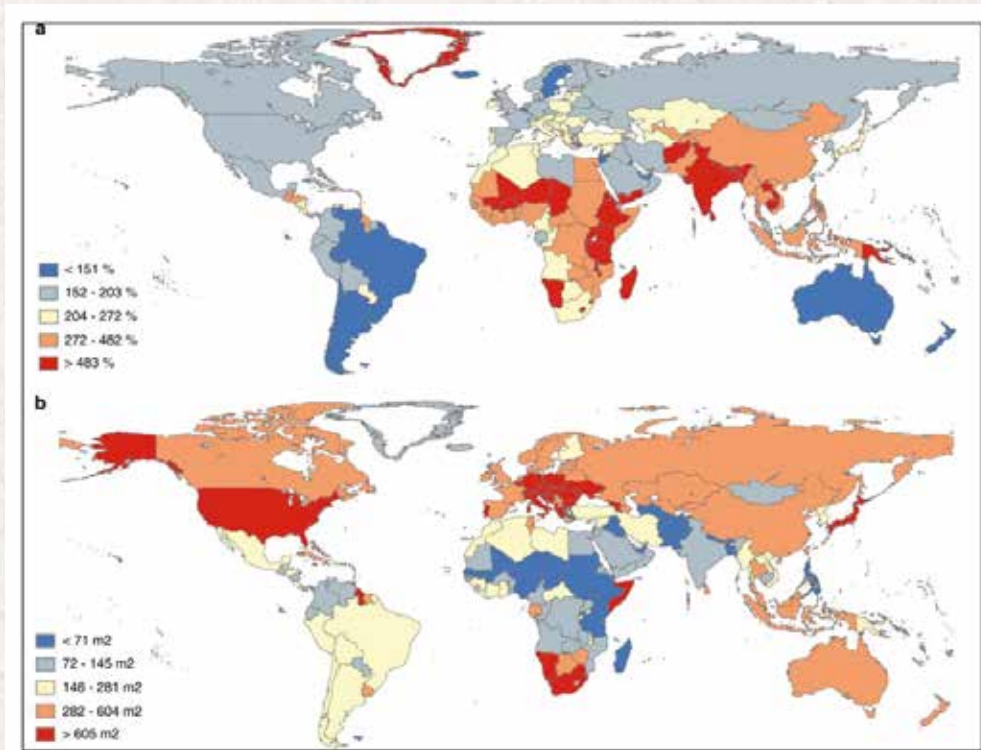 a
< 151 %
152 - 203 %
204 - 272 %
272 - 482 %
> 483 %
b
< 71 m2
72 - 145 m2
146 - 281 m2
282 - 604 m2
> 605 m2